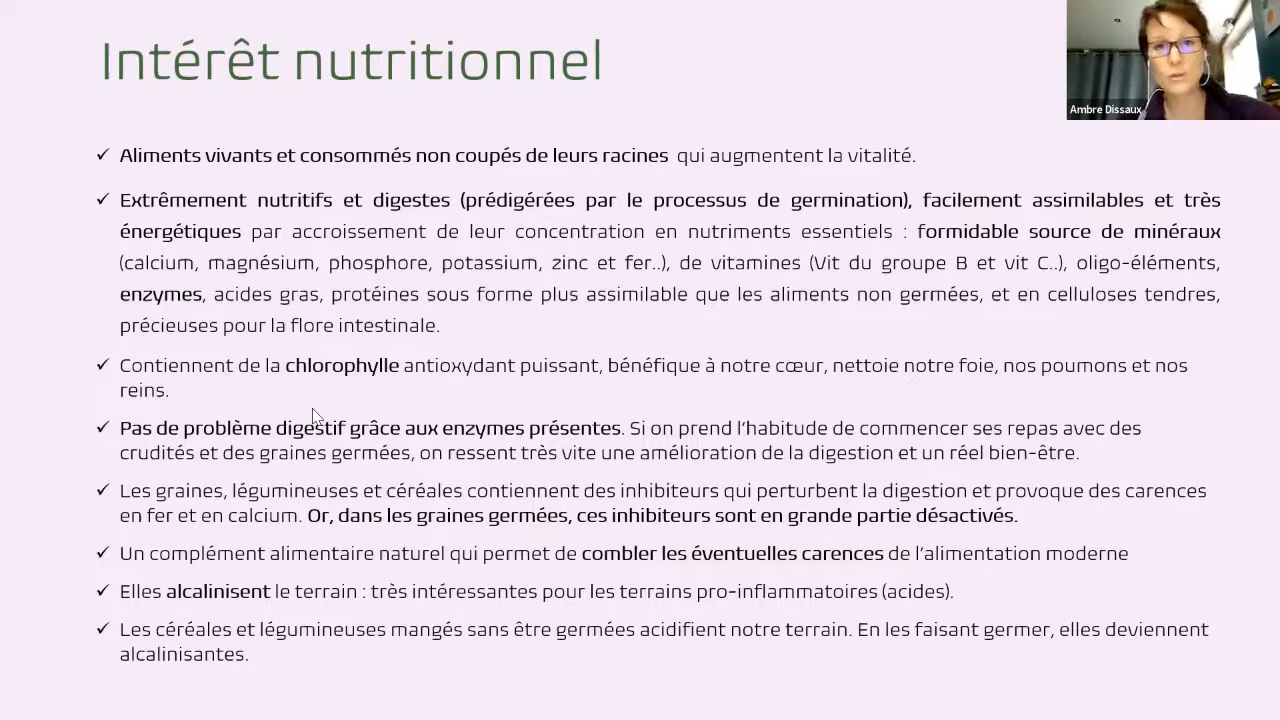 Intérêt nutritionnel
Ambre Dissaux
✓ Aliments vivants et consommés non coupés de leurs racines qui augmentent la vitalité.
✓ Extrêmement nutritifs et digestes (prédigérées par le processus de germination), facilement assimilables et très
énergétiques par accroissement de leur concentration en nutriments essentiels : formidable source de minéraux
(calcium, magnésium, phosphore, potassium, zinc et fer..), de vitamines (Vit du groupe B et vit C..), oligo-éléments,
enzymes, acides gras, protéines sous forme plus assimilable que les aliments non germées, et en celluloses tendres,
précieuses pour la flore intestinale.
✓ Contiennent de la chlorophylle antioxydant puissant, bénéfique à notre cœur, nettoie notre foie, nos poumons et nos
reins.
✓ Pas de problème digestif grâce aux enzymes présentes. Si on prend l'habitude de commencer ses repas avec des
crudités et des graines germées, on ressent très vite une amélioration de la digestion et un réel bien-être.
✓ Les graines, légumineuses et céréales contiennent des inhibiteurs qui perturbent la digestion et provoque des carences
en fer et en calcium. Or, dans les graines germées, ces inhibiteurs sont en grande partie désactivés.
✓ Un complément alimentaire naturel qui permet de combler les éventuelles carences de l'alimentation moderne
✓ Elles alcalinisent le terrain : très intéressantes pour les terrains pro-inflammatoires (acides).
✓ Les céréales et légumineuses mangés sans être germées acidifient notre terrain. En les faisant germer, elles deviennent
alcalinisantes.